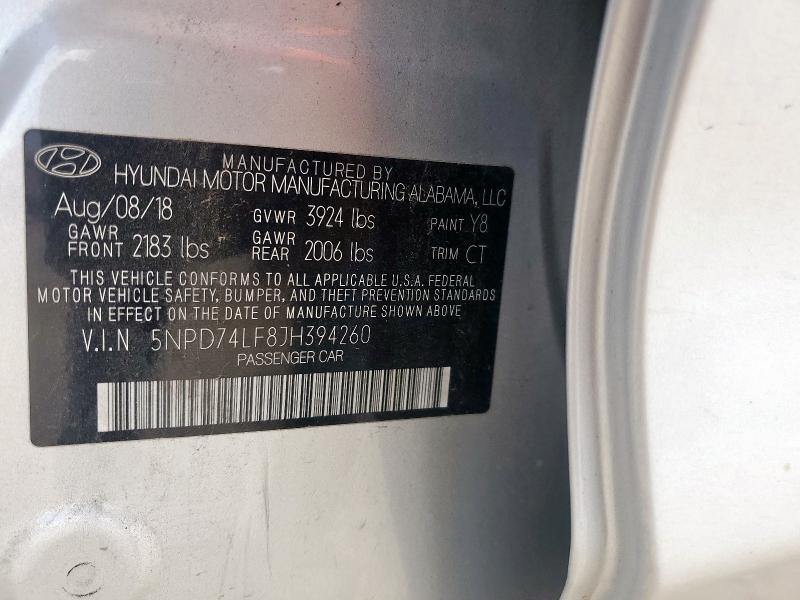 MANUFACTURED BY
HYUNDAI MOTOR MANUFACTURING ALABAMA, LLC
Aug/08/18 GVWR 3924 lbs PAINT Y8
GAWR FRONT 2183 lbs GAWR REAR 2006 lbs TRIM CT
THIS VEHICLE CONFORMS TO ALL APPLICABLE U.S.A. FEDERAL
MOTOR VEHICLE SAFETY, BUMPER, AND THEFT PREVENTION STANDARDS
IN EFFECT ON THE DATE OF MANUFACTURE SHOWN ABOVE
V.I.N 5NPD74LF8JH394260
PASSENGER CAR